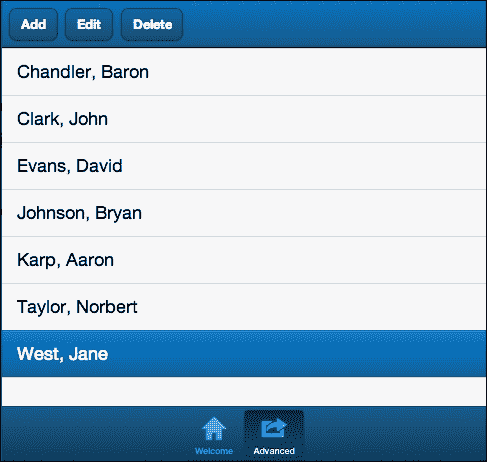 Add Edit Delete
Chandler, Baron
Clark, John
Evans, David
Johnson, Bryan
Karp, Aaron
Taylor, Norbert
West, Jane
Welcome Advanced